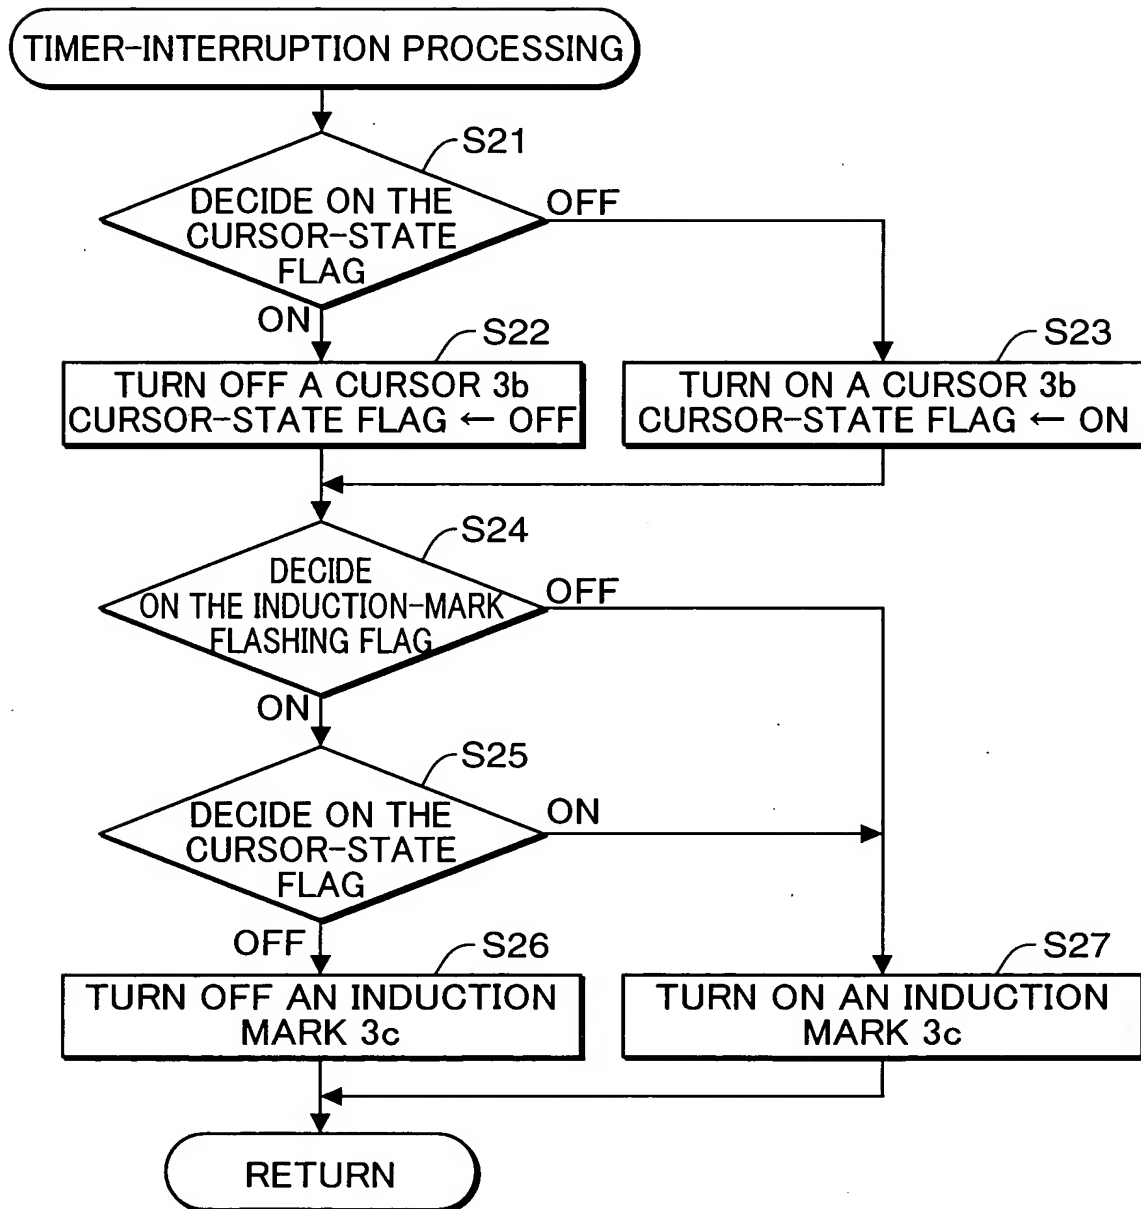 TIMER-INTERRUPTION PROCESSING
S21
DECIDE ON THE
CURSOR-STATE
FLAG
OFF
ON
S22
TURN OFF A CURSOR 3b
CURSOR-STATE FLAG ← OFF
S23
TURN ON A CURSOR 3b
CURSOR-STATE FLAG ← ON
S24
DECIDE
ON THE INDUCTION-MARK
FLASHING FLAG
OFF
ON
S25
DECIDE ON THE
CURSOR-STATE
FLAG
ON
OFF
S26
TURN OFF AN INDUCTION
MARK 3c
S27
TURN ON AN INDUCTION
MARK 3c
RETURN